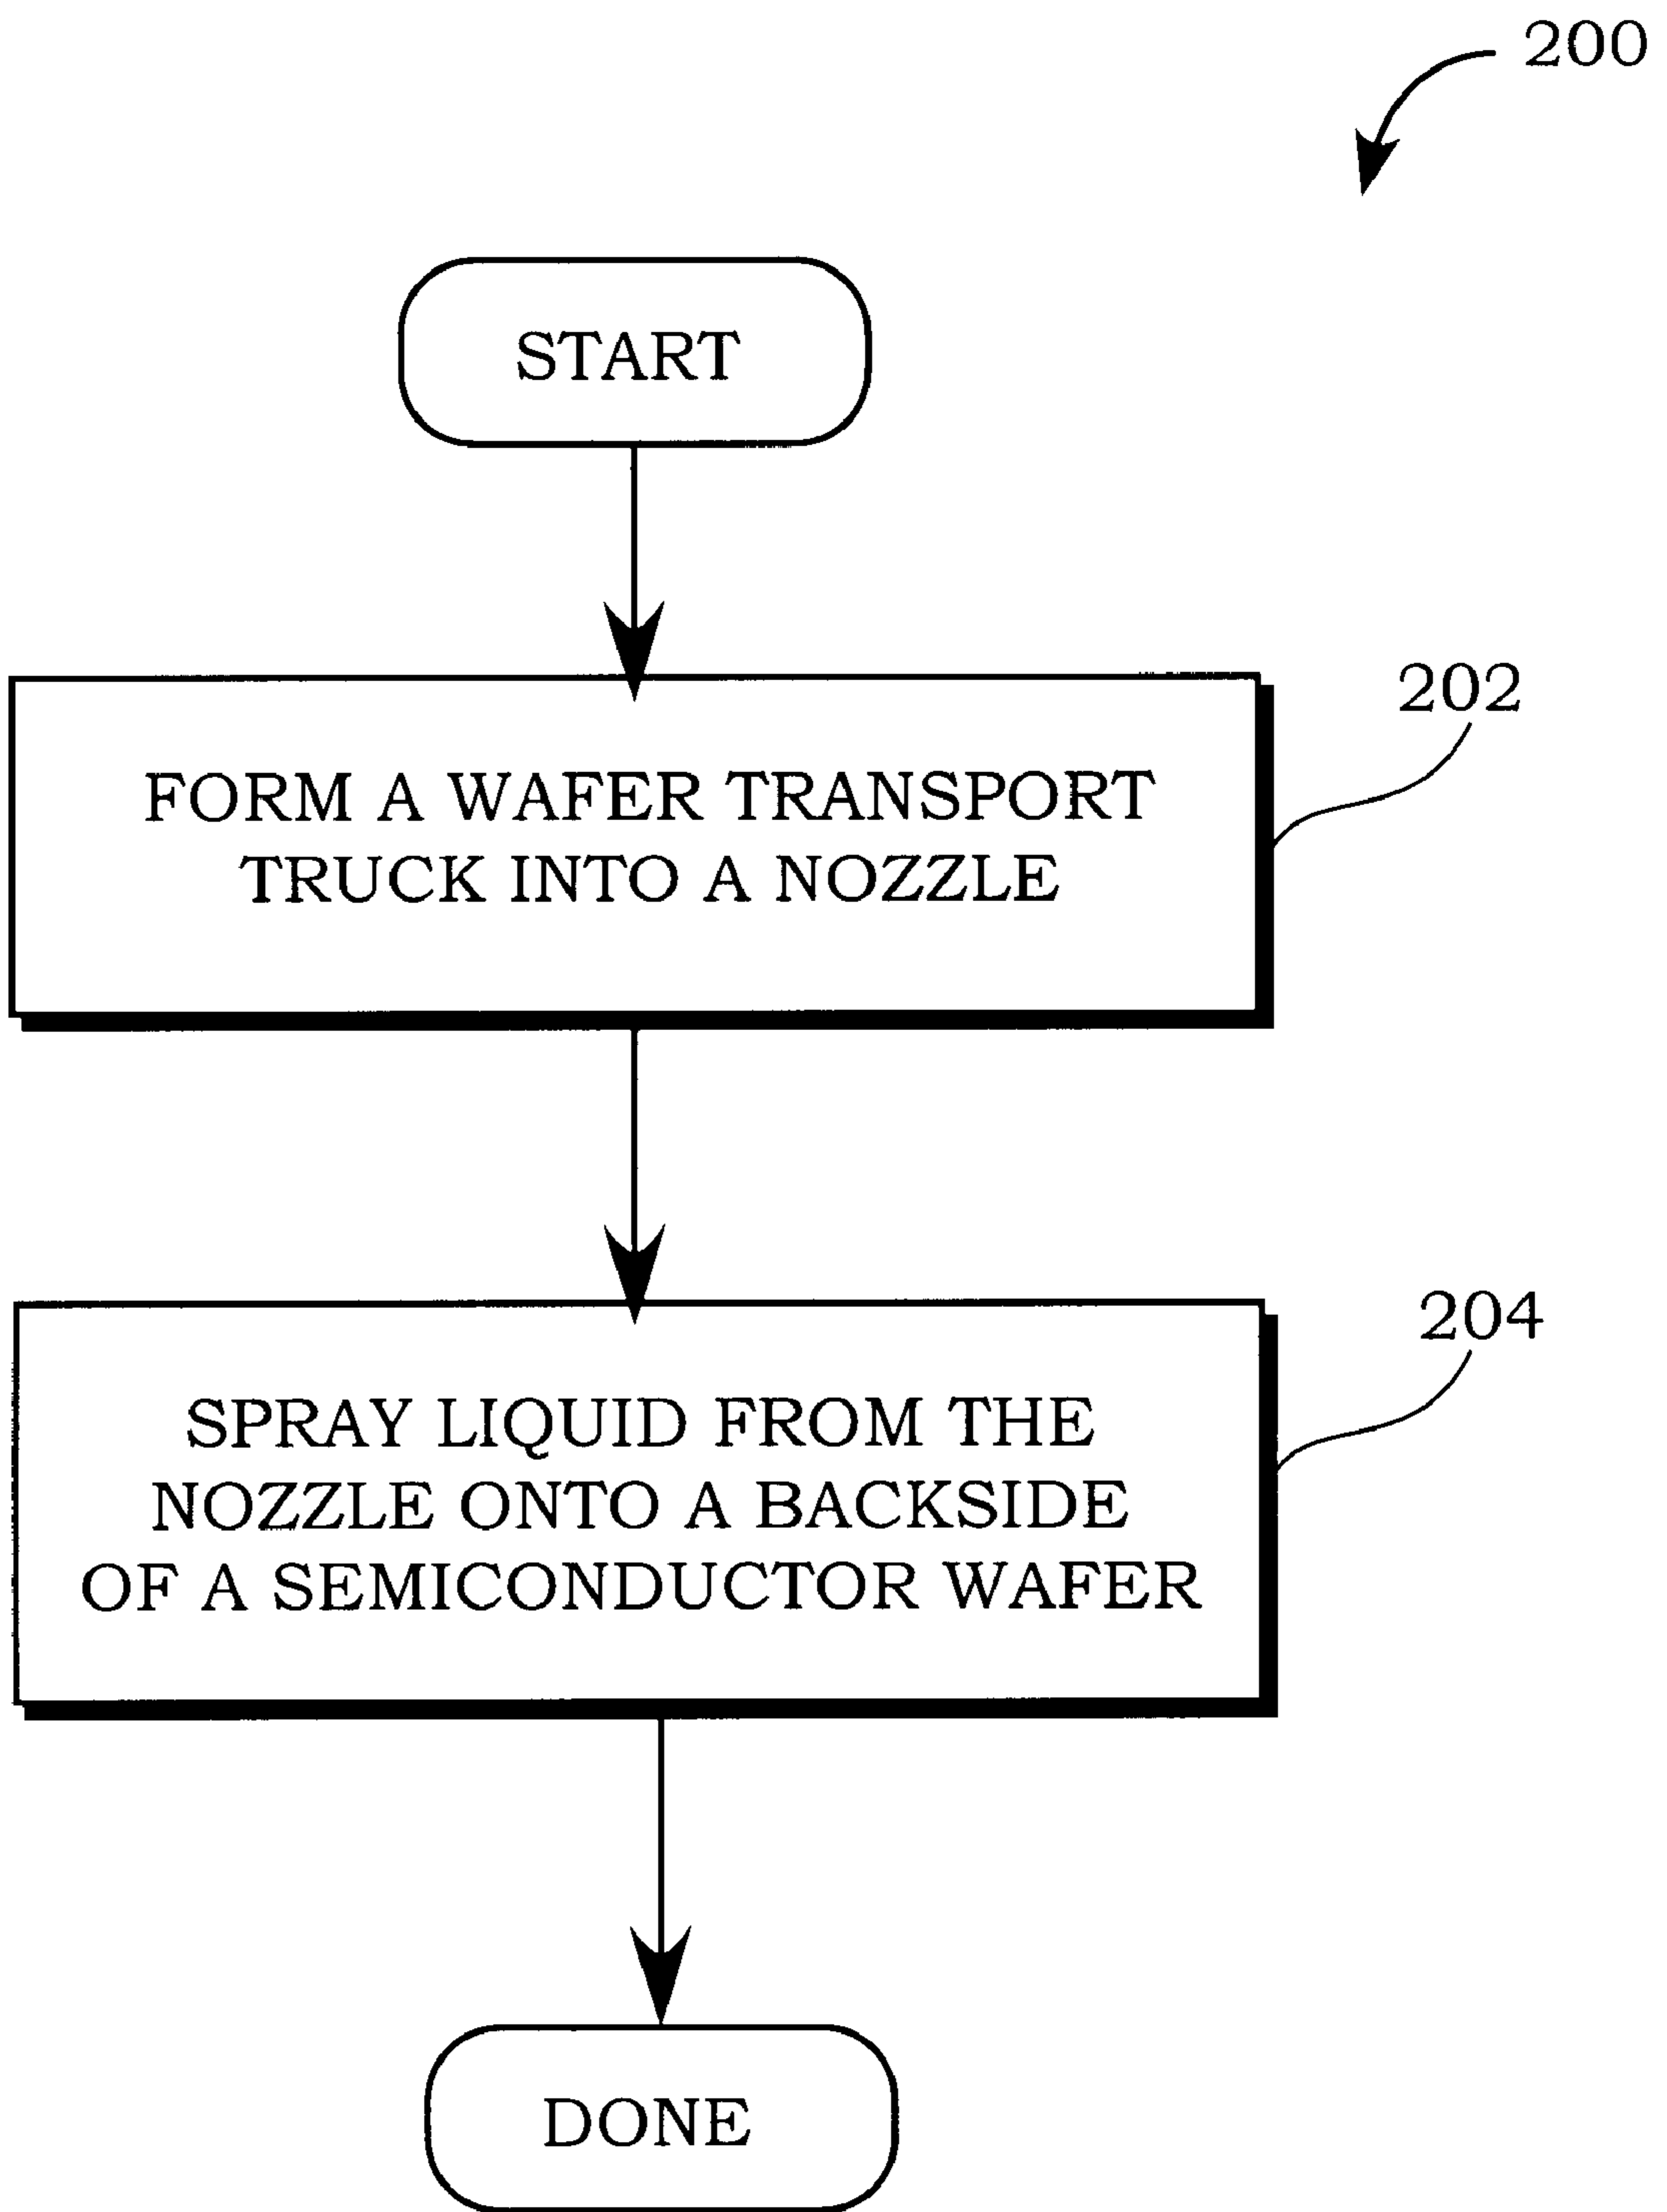 200
START
202
FORM A WAFER TRANSPORT
TRUCK INTO A NOZZLE
204
SPRAY LIQUID FROM THE
NOZZLE ONTO A BACKSIDE
OF A SEMICONDUCTOR WAFER
DONE